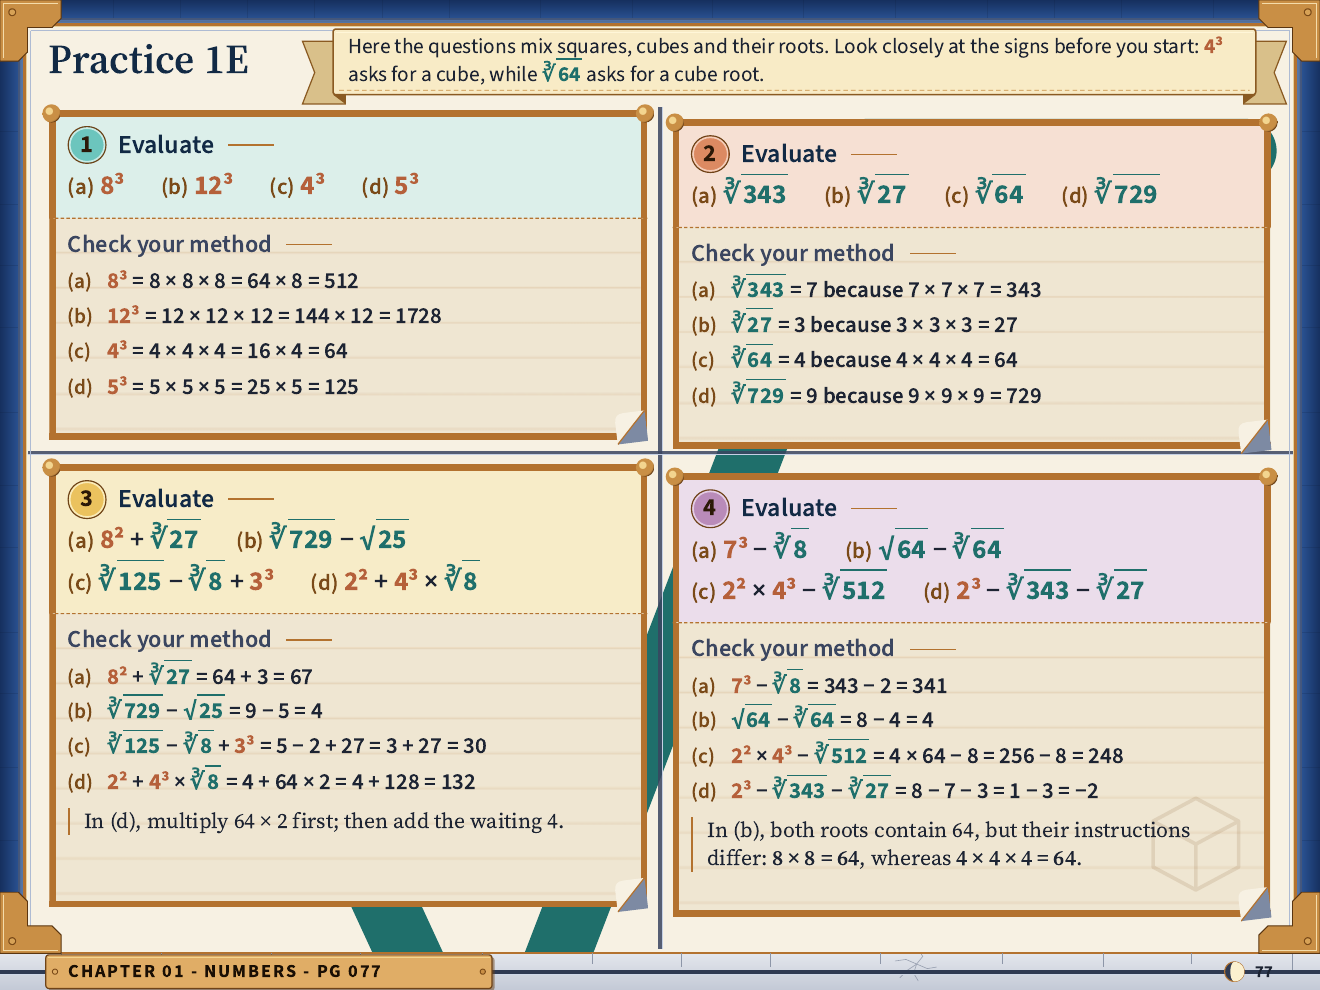 Practice 1E
Here the questions mix squares, cubes and their roots. Look closely at the signs before you start: 4³
asks for a cube, while ∛64 asks for a cube root.
1 Evaluate
(a) 8³ (b) 12³ (c) 4³ (d) 5³
Check your method
(a) 8³ = 8 × 8 × 8 = 64 × 8 = 512
(b) 12³ = 12 × 12 × 12 = 144 × 12 = 1728
(c) 4³ = 4 × 4 × 4 = 16 × 4 = 64
(d) 5³ = 5 × 5 × 5 = 25 × 5 = 125
2 Evaluate
(a) ∛343 (b) ∛27 (c) ∛64 (d) ∛729
Check your method
(a) ∛343 = 7 because 7 × 7 × 7 = 343
(b) ∛27 = 3 because 3 × 3 × 3 = 27
(c) ∛64 = 4 because 4 × 4 × 4 = 64
(d) ∛729 = 9 because 9 × 9 × 9 = 729
3 Evaluate
(a) 8² + ∛27 (b) ∛729 − √25
(c) ∛125 − ∛8 + 3³ (d) 2² + 4³ × ∛8
Check your method
(a) 8² + ∛27 = 64 + 3 = 67
(b) ∛729 − √25 = 9 − 5 = 4
(c) ∛125 − ∛8 + 3³ = 5 − 2 + 27 = 3 + 27 = 30
(d) 2² + 4³ × ∛8 = 4 + 64 × 2 = 4 + 128 = 132
In (d), multiply 64 × 2 first; then add the waiting 4.
4 Evaluate
(a) 7³ − ∛8 (b) √64 − ∛64
(c) 2² × 4³ − ∛512 (d) 2³ − ∛343 − ∛27
Check your method
(a) 7³ − ∛8 = 343 − 2 = 341
(b) √64 − ∛64 = 8 − 4 = 4
(c) 2² × 4³ − ∛512 = 4 × 64 − 8 = 256 − 8 = 248
(d) 2³ − ∛343 − ∛27 = 8 − 7 − 3 = 1 − 3 = −2
In (b), both roots contain 64, but their instructions
differ: 8 × 8 = 64, whereas 4 × 4 × 4 = 64.
CHAPTER 01 - NUMBERS - PG 077
77